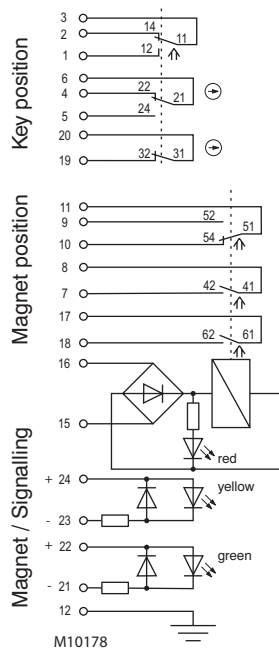 Key position
3
2 14
11
1 12
6
4 22
21
5 24
20
19 32 31
Magnet position
11
9 52
51
10 54
8
7 42 41
17
18 62 61
Magnet / Signalling
16
15
red
+ 24
yellow
- 23
+ 22
green
- 21
12
M10178